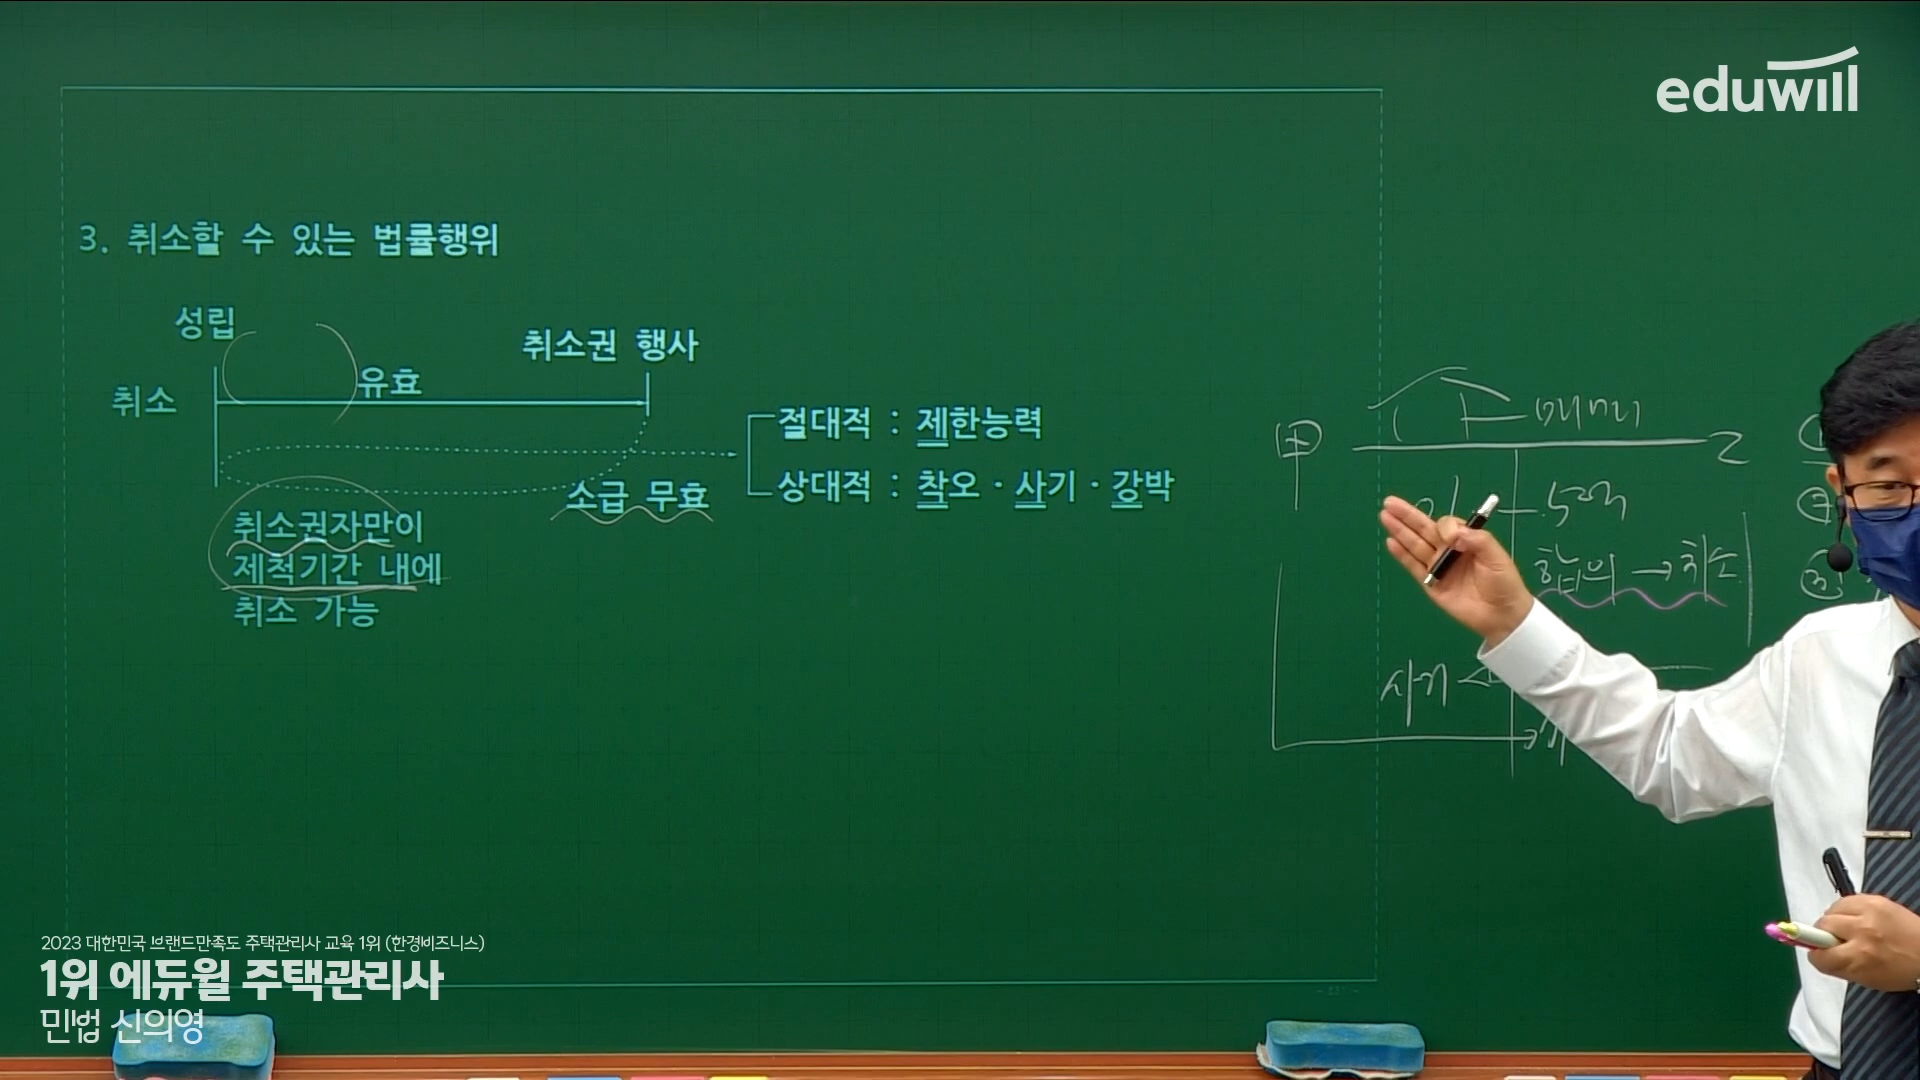 eduwill
3. 취소할 수 있는 법률행위
성립
취소권 행사
취소
유효
절대적 : 제한능력
상대적 : 착오 · 사기 · 강박
소급 무효
취소권자만이
제척기간 내에
취소 가능
甲
매매
乙
합의 → 취소
사기
2023 대한민국 브랜드만족도 주택관리사 교육 1위 (한경비즈니스)
1위 에듀윌 주택관리사
민법 신의영